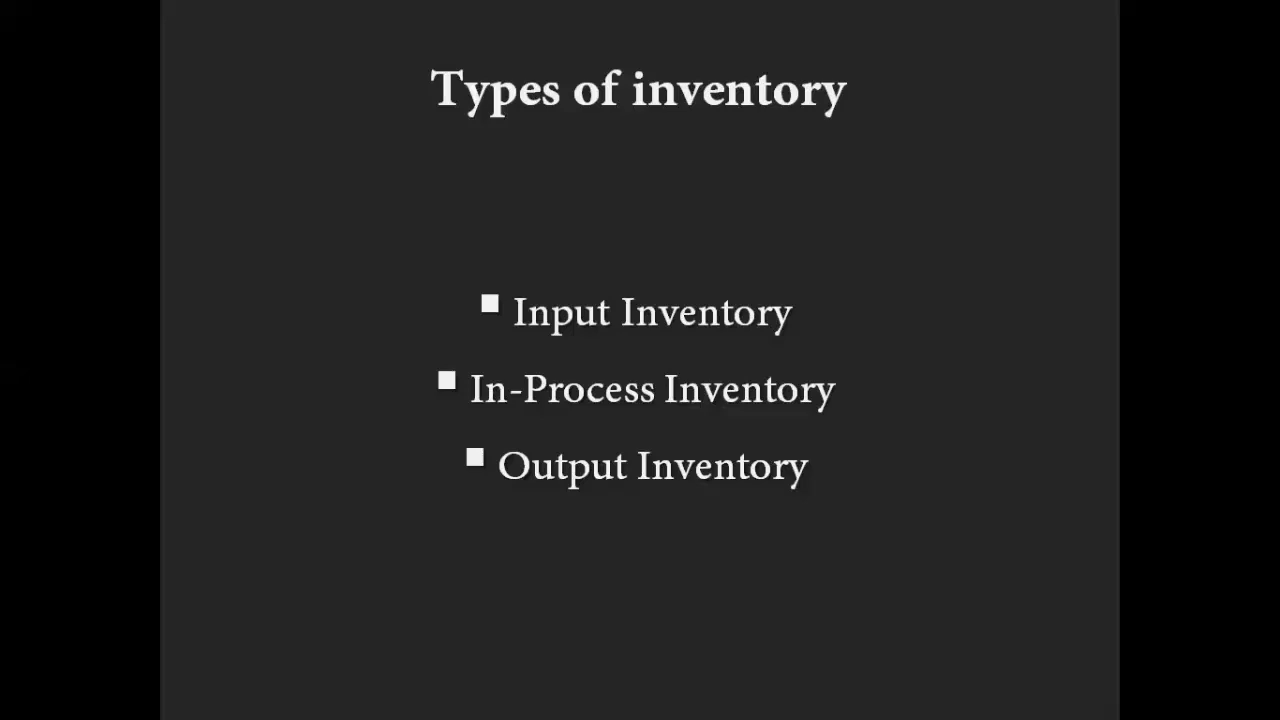 Types of inventory
▪ Input Inventory
▪ In-Process Inventory
▪ Output Inventory